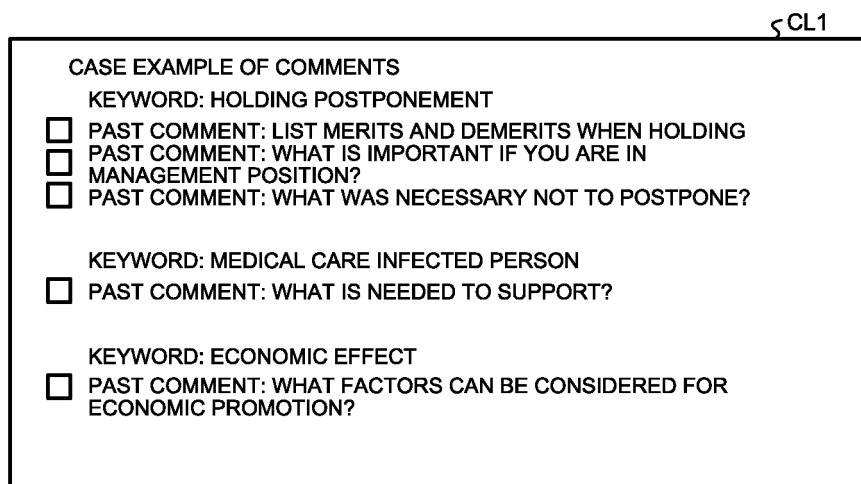 CL1
CASE EXAMPLE OF COMMENTS
KEYWORD: HOLDING POSTPONEMENT
PAST COMMENT: LIST MERITS AND DEMERITS WHEN HOLDING
PAST COMMENT: WHAT IS IMPORTANT IF YOU ARE IN
MANAGEMENT POSITION?
PAST COMMENT: WHAT WAS NECESSARY NOT TO POSTPONE?
KEYWORD: MEDICAL CARE INFECTED PERSON
PAST COMMENT: WHAT IS NEEDED TO SUPPORT?
KEYWORD: ECONOMIC EFFECT
PAST COMMENT: WHAT FACTORS CAN BE CONSIDERED FOR
ECONOMIC PROMOTION?